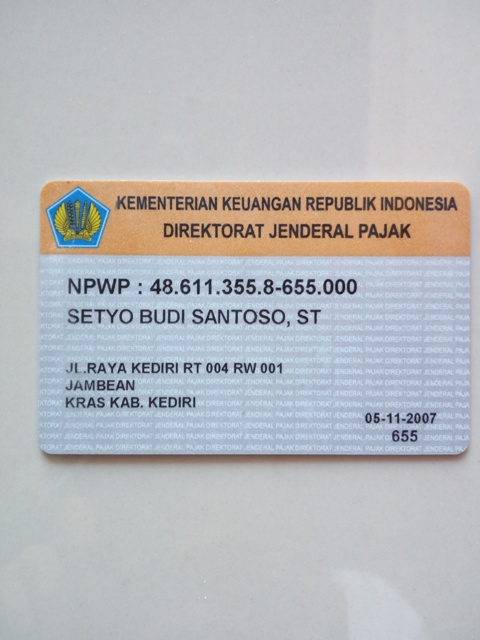 KEMENTERIAN KEUANGAN REPUBLIK INDONESIA
DIREKTORAT JENDERAL PAJAK
NPWP : 48.611.355.8-655.000
SETYO BUDI SANTOSO, ST
JL.RAYA KEDIRI RT 004 RW 001
JAMBEAN
KRAS KAB. KEDIRI
05-11-2007
655